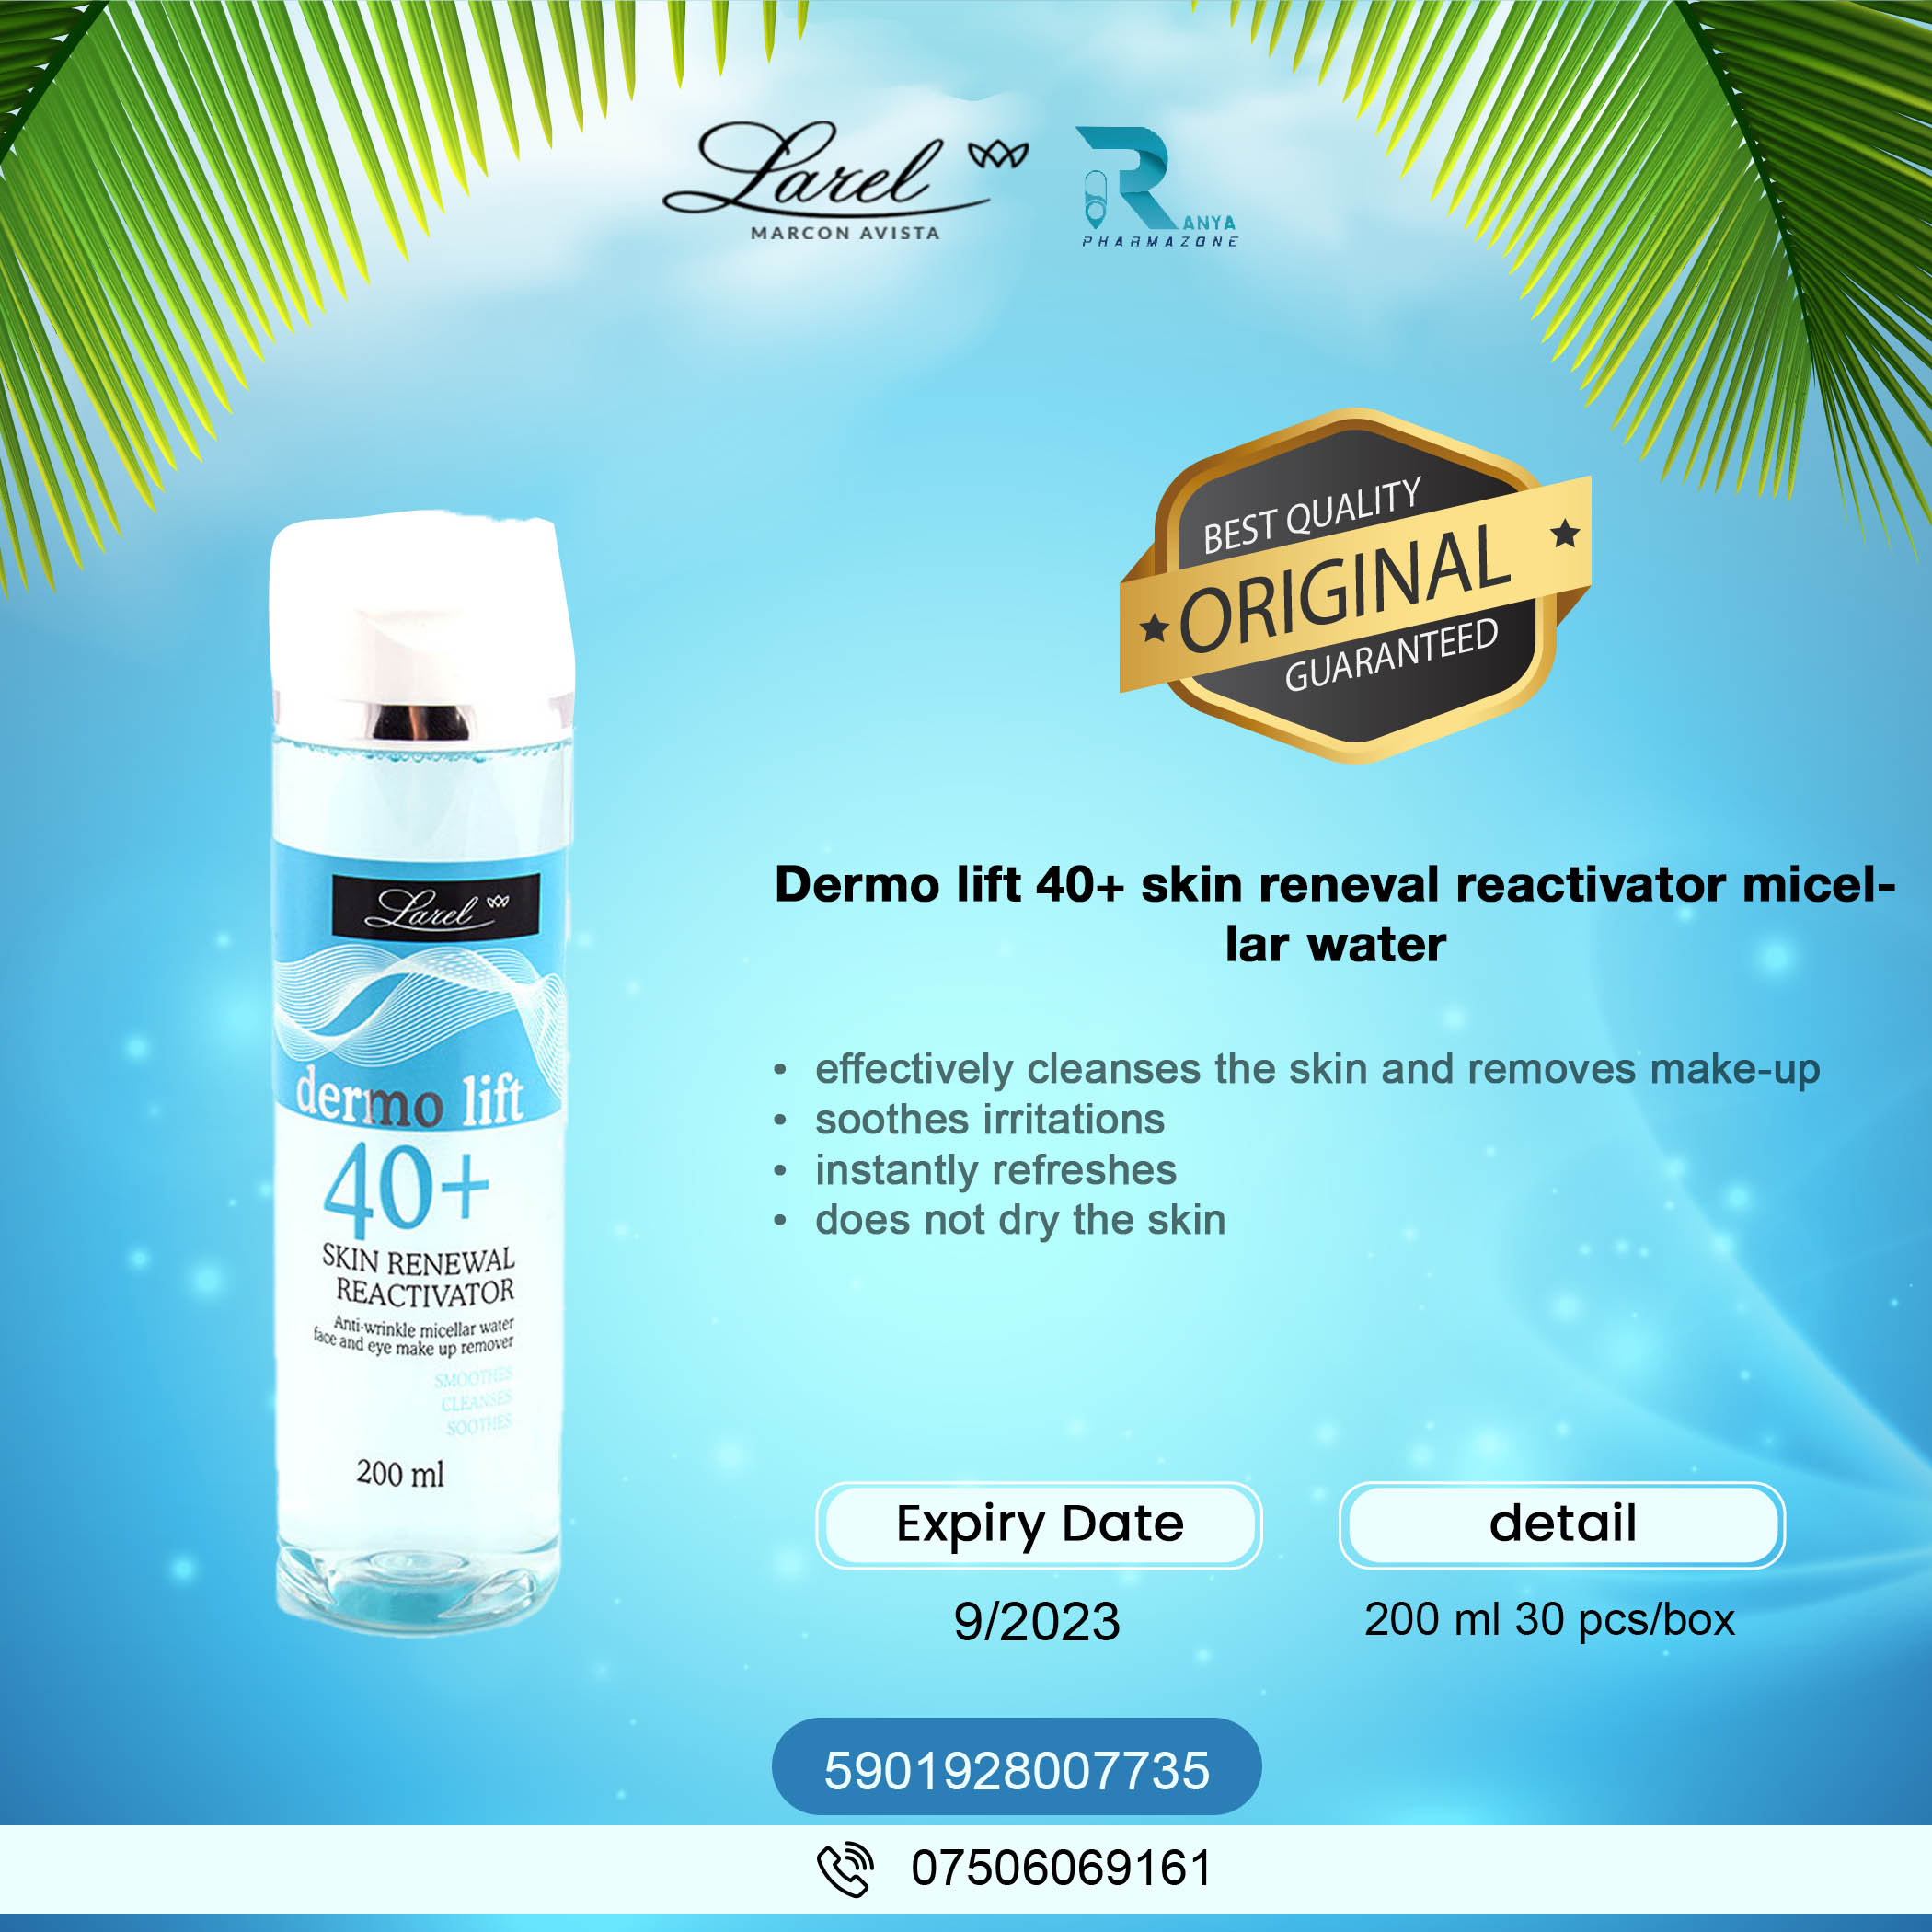 Larel
MARCON AVISTA
RANYA
PHARMAZONE
BEST QUALITY
ORIGINAL
GUARANTEED
Larel
dermo lift
40+
SKIN RENEWAL
REACTIVATOR
Anti-wrinkle micellar water
face and eye make up remover
SMOOTHES
CLEANSES
SOOTHES
200 ml
Dermo lift 40+ skin reneval reactivator micel-
lar water
• effectively cleanses the skin and removes make-up
• soothes irritations
• instantly refreshes
• does not dry the skin
Expiry Date
9/2023
detail
200 ml 30 pcs/box
5901928007735
07506069161